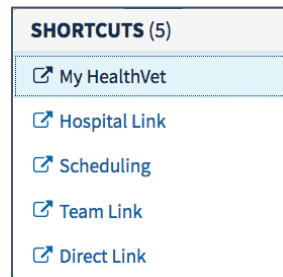 SHORTCUTS (5)
My HealthVet
Hospital Link
Scheduling
Team Link
Direct Link